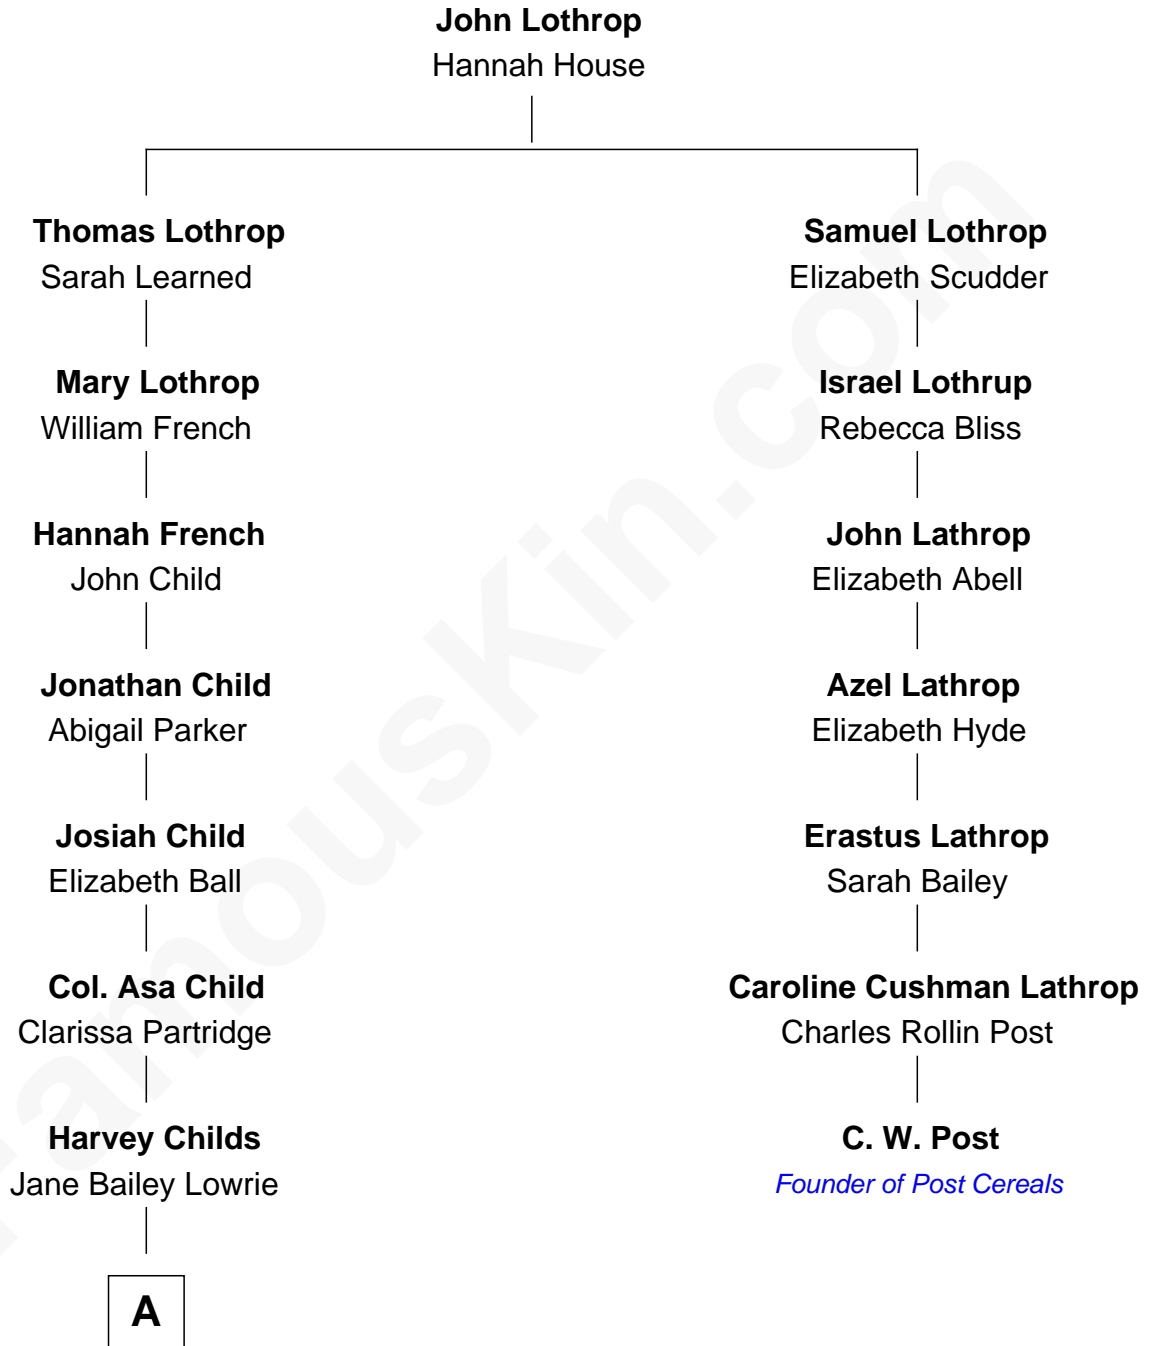 John Lothrop
Hannah House
Thomas Lothrop
Sarah Learned
Mary Lothrop
William French
Hannah French
John Child
Jonathan Child
Abigail Parker
Josiah Child
Elizabeth Ball
Col. Asa Child
Clarissa Partridge
Harvey Childs
Jane Bailey Lowrie
A
Samuel Lothrop
Elizabeth Scudder
Israel Lothrup
Rebecca Bliss
John Lathrop
Elizabeth Abell
Azel Lathrop
Elizabeth Hyde
Erastus Lathrop
Sarah Bailey
Caroline Cushman Lathrop
Charles Rollin Post
C. W. Post
Founder of Post Cereals
FamousKin.com